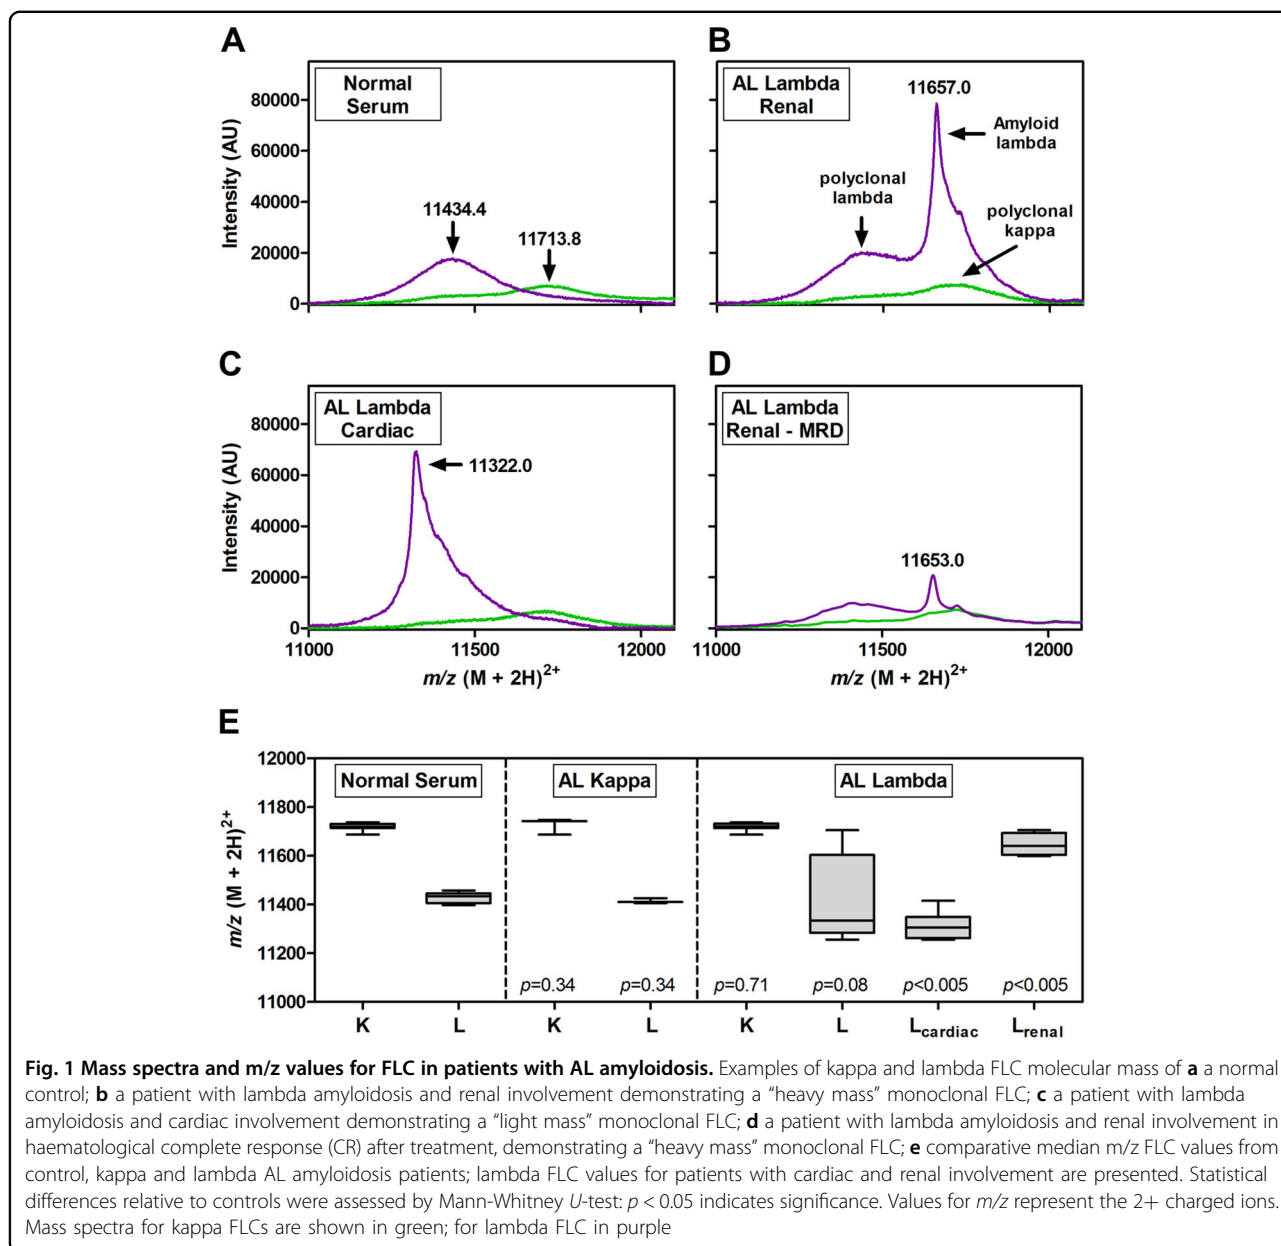 A
Normal
Serum
Intensity (AU)
80000
60000
40000
20000
0
11434.4
11713.8
11000
11500
12000
B
AL Lambda
Renal
11657.0
Amyloid
lambda
polyclonal
lambda
polyclonal
kappa
11000
11500
12000
C
AL Lambda
Cardiac
Intensity (AU)
80000
60000
40000
20000
0
11322.0
11000
11500
12000
m/z (M + 2H)²⁺
D
AL Lambda
Renal - MRD
11653.0
11000
11500
12000
m/z (M + 2H)²⁺
E
m/z (M + 2H)²⁺
12000
11800
11600
11400
11200
11000
Normal Serum
AL Kappa
AL Lambda
p=0.34
p=0.34
p=0.71
p=0.08
p<0.005
p<0.005
K
L
K
L
K
L
Lcardiac
Lrenal
Fig. 1 Mass spectra and m/z values for FLC in patients with AL amyloidosis. Examples of kappa and lambda FLC molecular mass of a a normal
control; b a patient with lambda amyloidosis and renal involvement demonstrating a “heavy mass” monoclonal FLC; c a patient with lambda
amyloidosis and cardiac involvement demonstrating a “light mass” monoclonal FLC; d a patient with lambda amyloidosis and renal involvement in
haematological complete response (CR) after treatment, demonstrating a “heavy mass” monoclonal FLC; e comparative median m/z FLC values from
control, kappa and lambda AL amyloidosis patients; lambda FLC values for patients with cardiac and renal involvement are presented. Statistical
differences relative to controls were assessed by Mann-Whitney U-test: p < 0.05 indicates significance. Values for m/z represent the 2+ charged ions.
Mass spectra for kappa FLCs are shown in green; for lambda FLC in purple